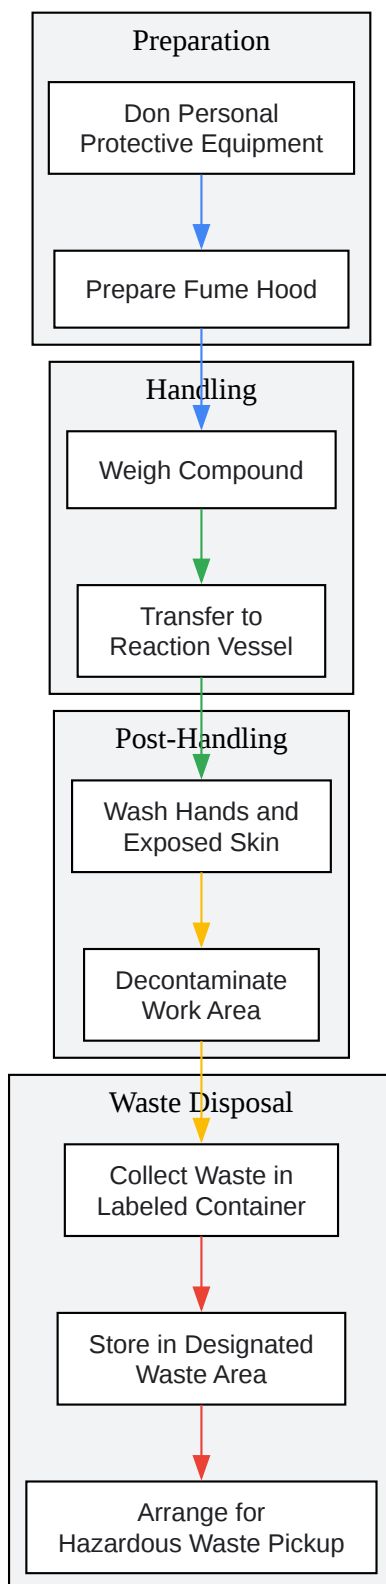 Preparation
Don Personal
Protective Equipment
Prepare Fume Hood
Handling
Weigh Compound
Transfer to
Reaction Vessel
Post-Handling
Wash Hands and
Exposed Skin
Decontaminate
Work Area
Waste Disposal
Collect Waste in
Labeled Container
Store in Designated
Waste Area
Arrange for
Hazardous Waste Pickup